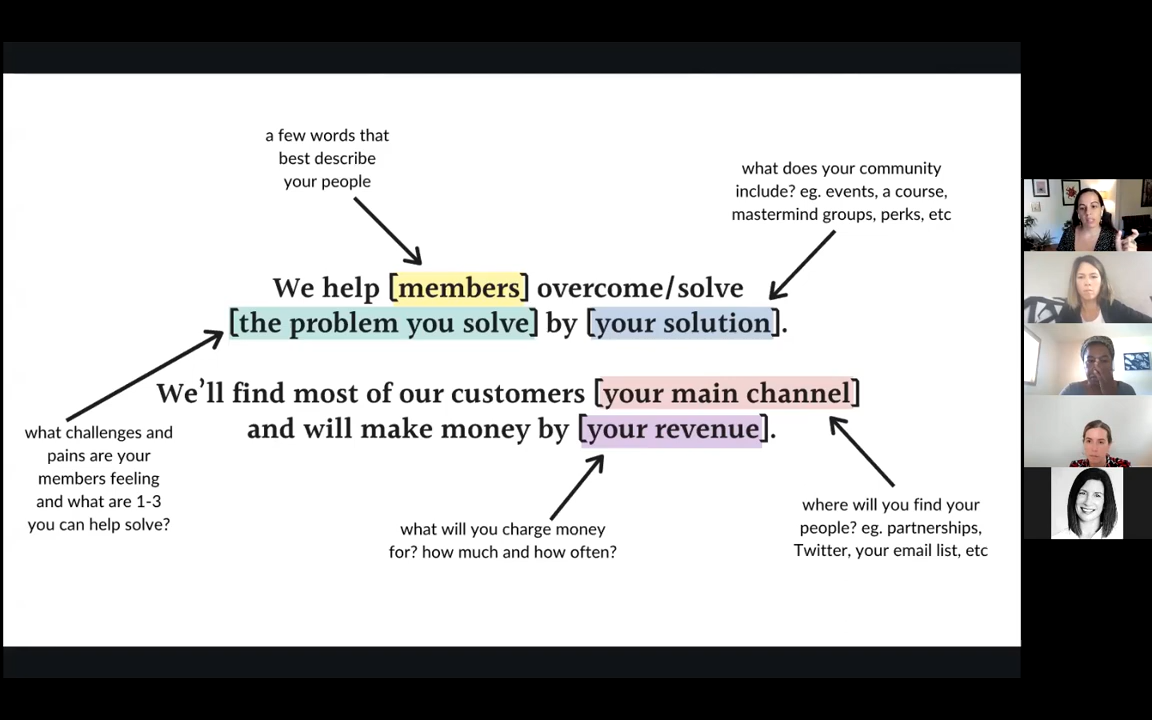 a few words that
best describe
your people
what does your community
include? eg. events, a course,
mastermind groups, perks, etc
We help [members] overcome/solve
[the problem you solve] by [your solution].
We'll find most of our customers [your main channel]
and will make money by [your revenue].
what challenges and
pains are your
members feeling
and what are 1-3
you can help solve?
what will you charge money
for? how much and how often?
where will you find your
people? eg. partnerships,
Twitter, your email list, etc